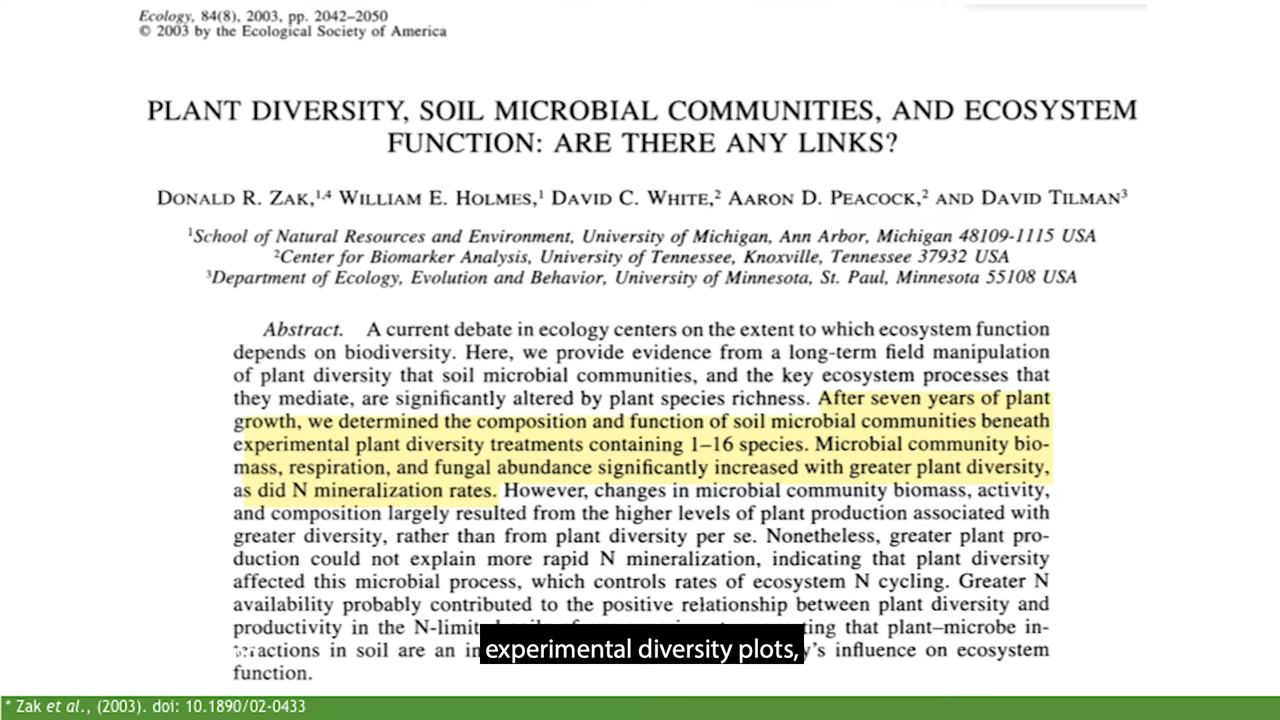 Ecology, 84(8), 2003, pp. 2042–2050
© 2003 by the Ecological Society of America
PLANT DIVERSITY, SOIL MICROBIAL COMMUNITIES, AND ECOSYSTEM
FUNCTION: ARE THERE ANY LINKS?
DONALD R. ZAK,1,4 WILLIAM E. HOLMES,1 DAVID C. WHITE,2 AARON D. PEACOCK,2 AND DAVID TILMAN3
1School of Natural Resources and Environment, University of Michigan, Ann Arbor, Michigan 48109-1115 USA
2Center for Biomarker Analysis, University of Tennessee, Knoxville, Tennessee 37932 USA
3Department of Ecology, Evolution and Behavior, University of Minnesota, St. Paul, Minnesota 55108 USA
Abstract. A current debate in ecology centers on the extent to which ecosystem function
depends on biodiversity. Here, we provide evidence from a long-term field manipulation
of plant diversity that soil microbial communities, and the key ecosystem processes that
they mediate, are significantly altered by plant species richness. After seven years of plant
growth, we determined the composition and function of soil microbial communities beneath
experimental plant diversity treatments containing 1–16 species. Microbial community bio-
mass, respiration, and fungal abundance significantly increased with greater plant diversity,
as did N mineralization rates. However, changes in microbial community biomass, activity,
and composition largely resulted from the higher levels of plant production associated with
greater diversity, rather than from plant diversity per se. Nonetheless, greater plant pro-
duction could not explain more rapid N mineralization, indicating that plant diversity
affected this microbial process, which controls rates of ecosystem N cycling. Greater N
availability probably contributed to the positive relationship between plant diversity and
productivity in the N-limit that plant–microbe in-
in soil are an influence on ecosystem
experimental diversity plots,
function.
* Zak et al., (2003). doi: 10.1890/02-0433